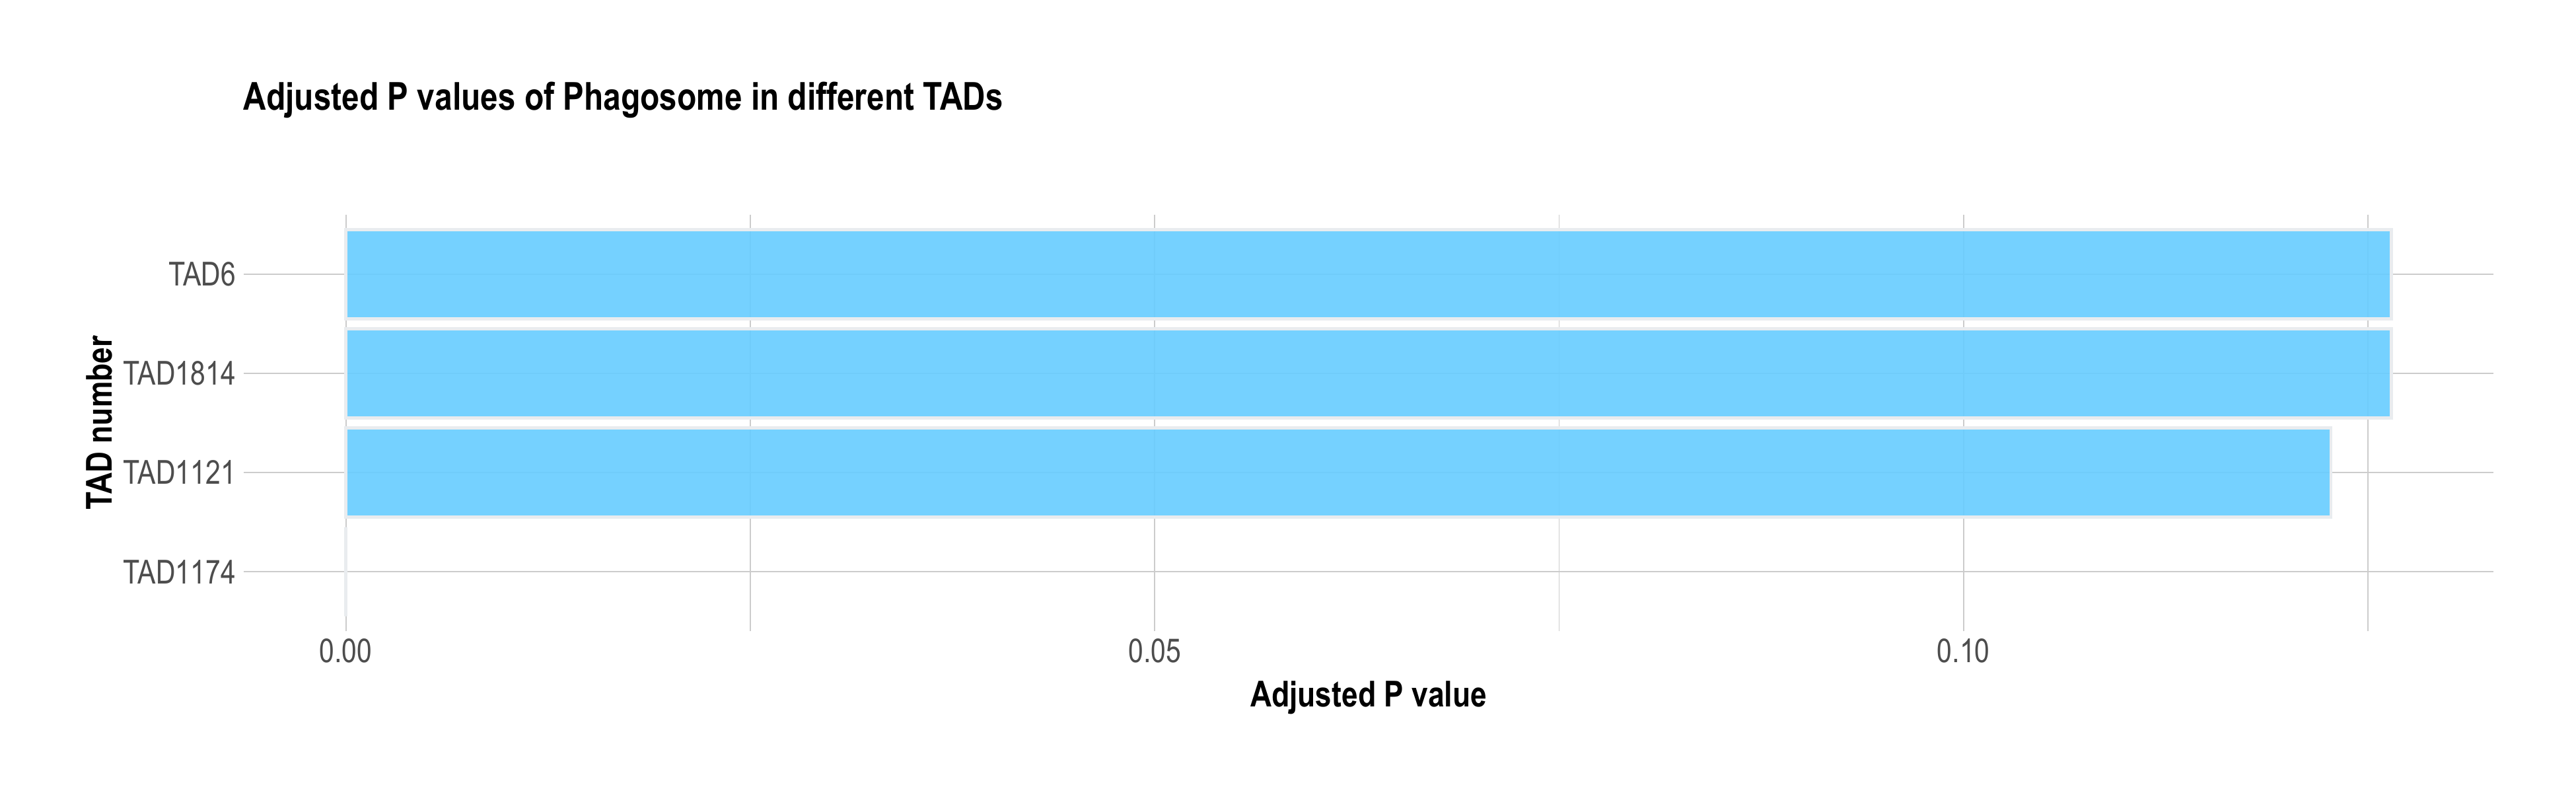 Adjusted P values of Phagosome in different TADs
TAD number
TAD6
TAD1814
TAD1121
TAD1174
0.00 0.05 0.10
Adjusted P value